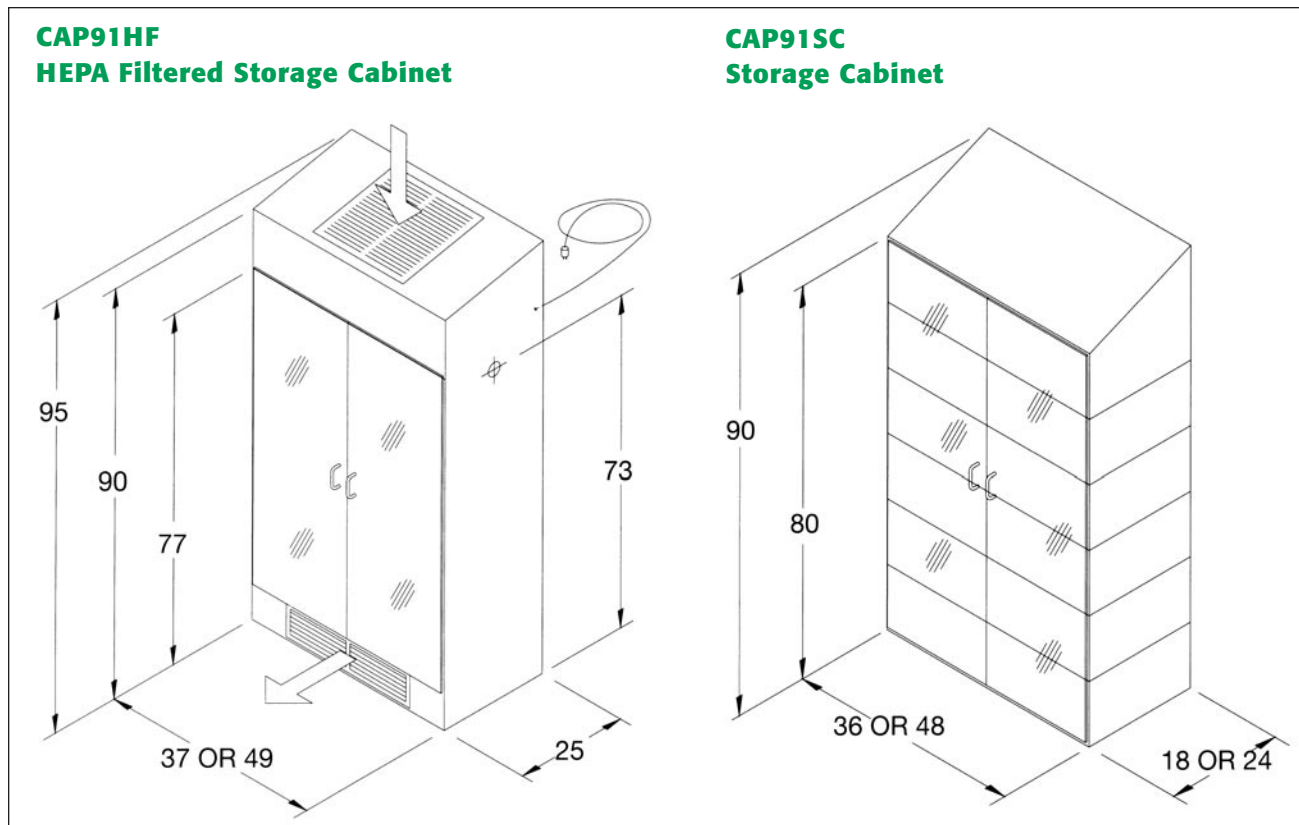 CAP91HF
HEPA Filtered Storage Cabinet
95
90
77
73
37 OR 49
25
CAP91SC
Storage Cabinet
90
80
36 OR 48
18 OR 24